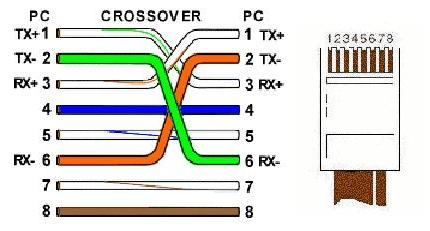 PC CROSSOVER PC
TX+ 1 1 TX+
TX- 2 2 TX-
RX+ 3 3 RX+
4 4
5 5
RX- 6 6 RX-
7 7
8 8
12345678